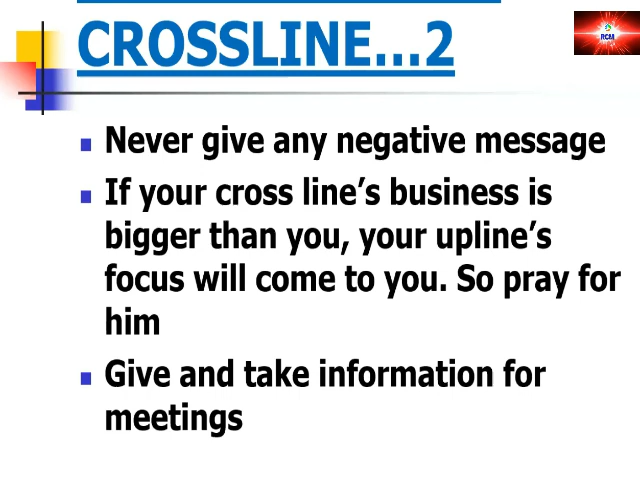 CROSSLINE…2
RCM
Never give any negative message
If your cross line’s business is
bigger than you, your upline’s
focus will come to you. So pray for
him
Give and take information for
meetings